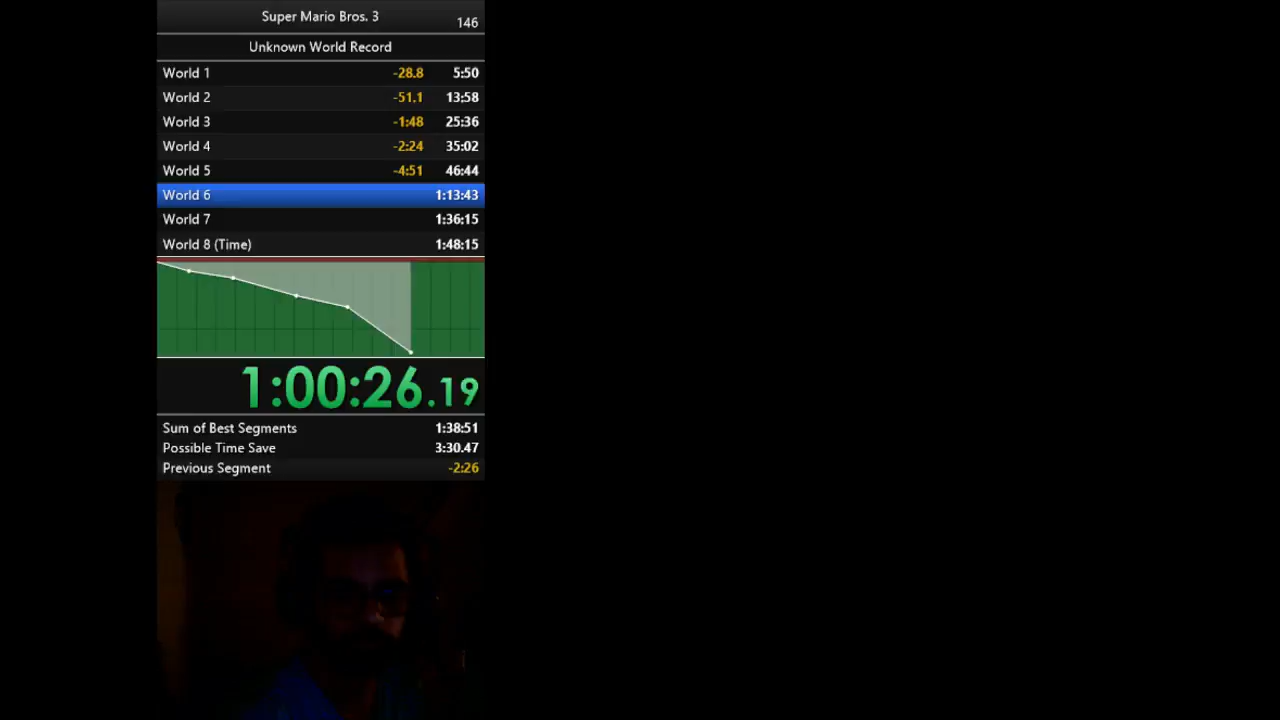 Super Mario Bros. 3
146
Unknown World Record
World 1 -28.8 5:50
World 2 -51.1 13:58
World 3 -1:48 25:36
World 4 -2:24 35:02
World 5 -4:51 46:44
World 6 1:13:43
World 7 1:36:15
World 8 (Time) 1:48:15
1:00:26.19
Sum of Best Segments 1:38:51
Possible Time Save 3:30.47
Previous Segment -2:26